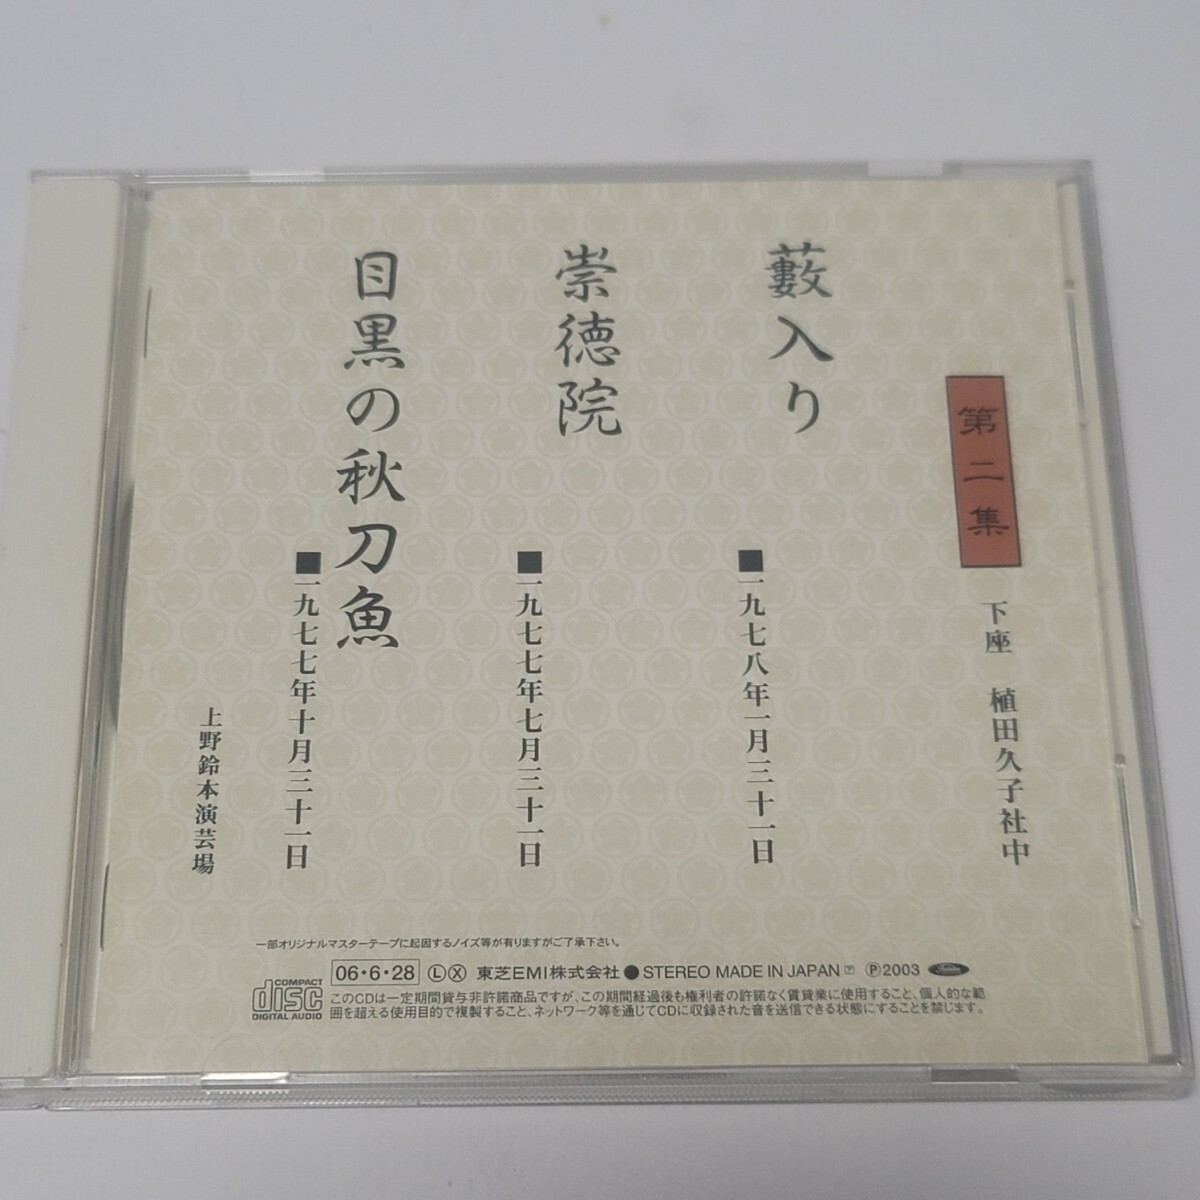 第二集
下座　植田久子社中
藪入り
■一九七八年一月三十一日
崇徳院
■一九七七年七月三十一日
目黒の秋刀魚
■一九七七年十月三十一日
上野鈴本演芸場
一部オリジナルマスターテープに起因するノイズ等が有りますがご了承下さい。
COMPACT
disc
DIGITAL AUDIO
06・6・28 Ⓛ Ⓧ 東芝EMI株式会社 ● STEREO MADE IN JAPAN Ⓟ2003
このCDは一定期間貸与非許諾商品ですが、この期間経過後も権利者の許諾なく賃貸業に使用すること、個人的な範
囲を超える使用目的で複製すること、ネットワーク等を通じてCDに収録された音を送信できる状態にすることを禁じます。